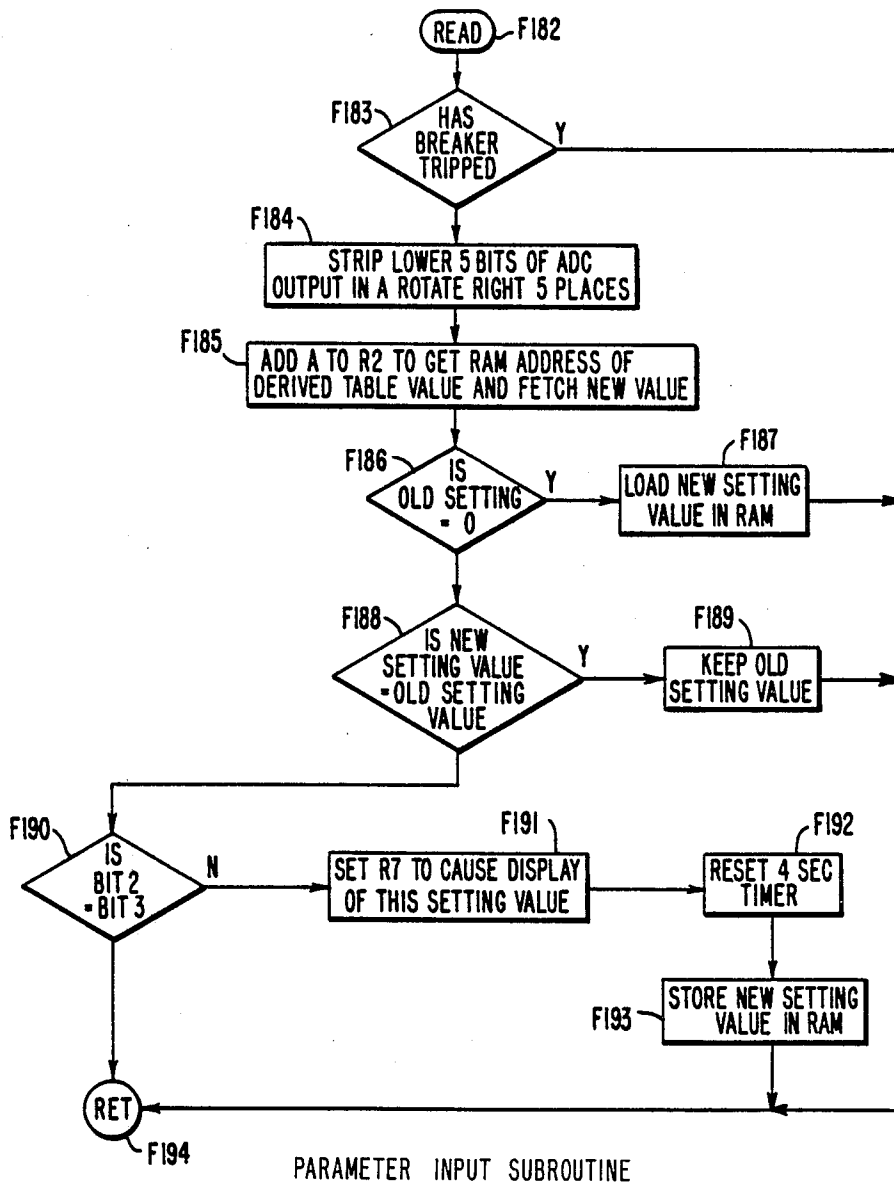 READ
F182
F183
HAS
BREAKER
TRIPPED
Y
F184
STRIP LOWER 5 BITS OF ADC
OUTPUT IN A ROTATE RIGHT 5 PLACES
F185
ADD A TO R2 TO GET RAM ADDRESS OF
DERIVED TABLE VALUE AND FETCH NEW VALUE
F186
IS
OLD SETTING
= 0
Y
F187
LOAD NEW SETTING
VALUE IN RAM
F188
IS NEW
SETTING VALUE
=OLD SETTING
VALUE
Y
F189
KEEP OLD
SETTING VALUE
F190
IS
BIT 2
= BIT 3
N
F191
SET R7 TO CAUSE DISPLAY
OF THIS SETTING VALUE
F192
RESET 4 SEC
TIMER
F193
STORE NEW SETTING
VALUE IN RAM
RET
F194
PARAMETER INPUT SUBROUTINE